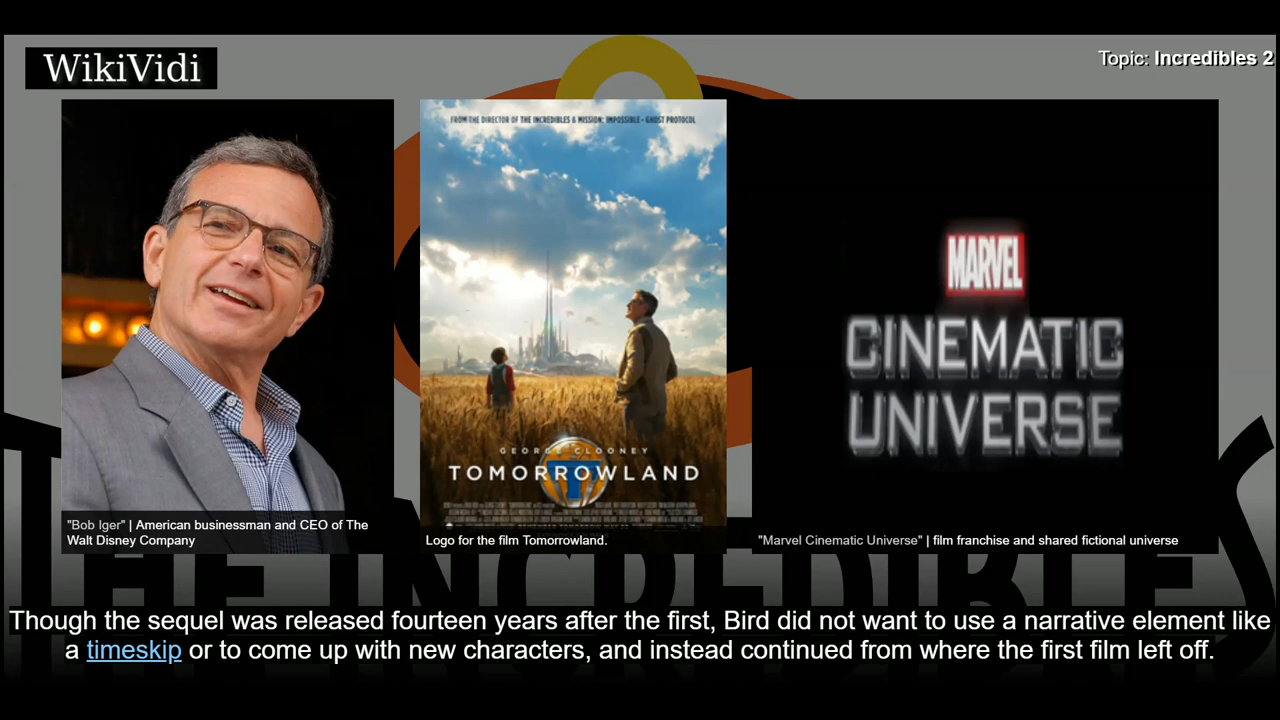 WikiVidi
Topic: Incredibles 2
FROM THE DIRECTOR OF THE INCREDIBLES & MISSION: IMPOSSIBLE - GHOST PROTOCOL
GEORGE CLOONEY
TOMORROWLAND
MARVEL
CINEMATIC
UNIVERSE
"Bob Iger" | American businessman and CEO of The
Walt Disney Company
Logo for the film Tomorrowland.
"Marvel Cinematic Universe" | film franchise and shared fictional universe
THE INCREDIBLES
Though the sequel was released fourteen years after the first, Bird did not want to use a narrative element like
a timeskip or to come up with new characters, and instead continued from where the first film left off.